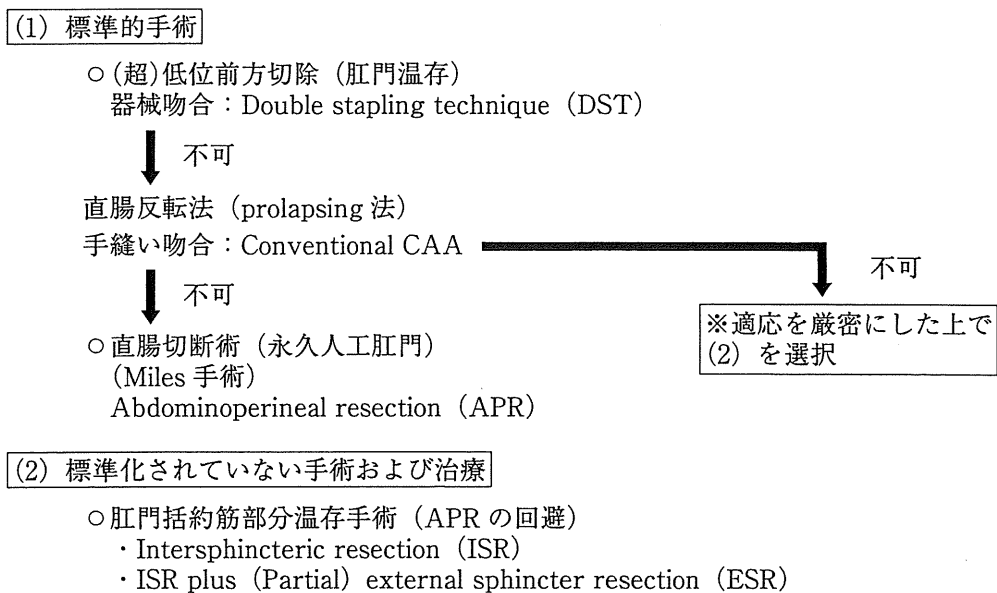 (1) 標準的手術
○(超)低位前方切除(肛門温存)
器械吻合:Double stapling technique(DST)
不可
直腸反転法(prolapsing 法)
手縫い吻合:Conventional CAA
不可
不可
※適応を厳密にした上で
(2) を選択
○直腸切断術(永久人工肛門)
(Miles 手術)
Abdominoperineal resection(APR)
(2) 標準化されていない手術および治療
○肛門括約筋部分温存手術(APR の回避)
・Intersphincteric resection(ISR)
・ISR plus(Partial)external sphincter resection(ESR)